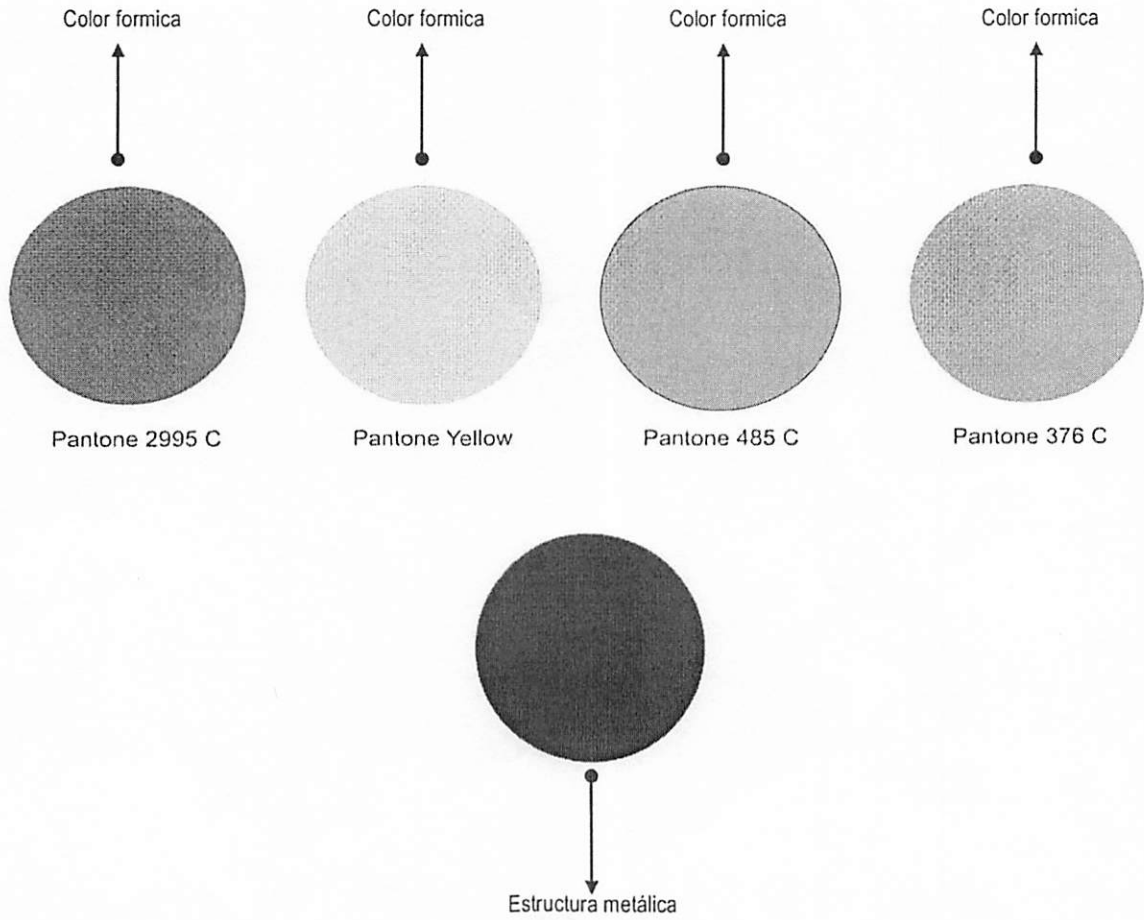 Color formica
Color formica
Color formica
Color formica
Pantone 2995 C
Pantone Yellow
Pantone 485 C
Pantone 376 C
Estructura metálica